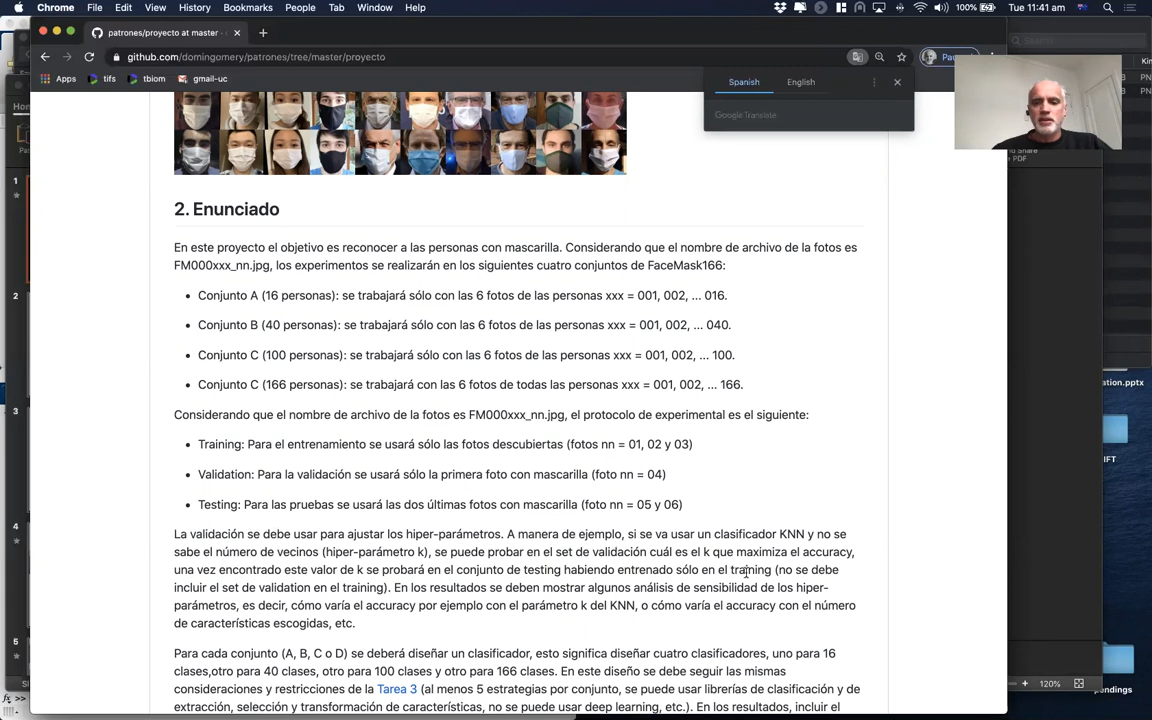 Chrome File Edit View History Bookmarks People Tab Window Help
100% Tue 11:41 am
patrones/proyecto at master ·
github.com/domingomery/patrones/tree/master/proyecto
Apps tifs tbiom gmail-uc
Spanish English
Google Translate
2. Enunciado
En este proyecto el objetivo es reconocer a las personas con mascarilla. Considerando que el nombre de archivo de la fotos es
FM000xxx_nn.jpg, los experimentos se realizarán en los siguientes cuatro conjuntos de FaceMask166:
• Conjunto A (16 personas): se trabajará sólo con las 6 fotos de las personas xxx = 001, 002, ... 016.
• Conjunto B (40 personas): se trabajará sólo con las 6 fotos de las personas xxx = 001, 002, ... 040.
• Conjunto C (100 personas): se trabajará sólo con las 6 fotos de las personas xxx = 001, 002, ... 100.
• Conjunto C (166 personas): se trabajará con las 6 fotos de todas las personas xxx = 001, 002, ... 166.
Considerando que el nombre de archivo de la fotos es FM000xxx_nn.jpg, el protocolo de experimental es el siguiente:
• Training: Para el entrenamiento se usará sólo las fotos descubiertas (fotos nn = 01, 02 y 03)
• Validation: Para la validación se usará sólo la primera foto con mascarilla (foto nn = 04)
• Testing: Para las pruebas se usará las dos últimas fotos con mascarilla (foto nn = 05 y 06)
La validación se debe usar para ajustar los hiper-parámetros. A manera de ejemplo, si se va usar un clasificador KNN y no se
sabe el número de vecinos (hiper-parámetro k), se puede probar en el set de validación cuál es el k que maximiza el accuracy,
una vez encontrado este valor de k se probará en el conjunto de testing habiendo entrenado sólo en el training (no se debe
incluir el set de validation en el training). En los resultados se deben mostrar algunos análisis de sensibilidad de los hiper-
parámetros, es decir, cómo varía el accuracy por ejemplo con el parámetro k del KNN, o cómo varía el accuracy con el número
de características escogidas, etc.
Para cada conjunto (A, B, C o D) se deberá diseñar un clasificador, esto significa diseñar cuatro clasificadores, uno para 16
clases,otro para 40 clases, otro para 100 clases y otro para 166 clases. En este diseño se debe seguir las mismas
consideraciones y restricciones de la Tarea 3 (al menos 5 estrategias por conjunto, se puede usar librerías de clasificación y de
extracción, selección y transformación de características, no se puede usar deep learning, etc.). En los resultados, incluir el
1
2
3
4
5
and Share
PDF
ation.pptx
IFT
pendings
120%